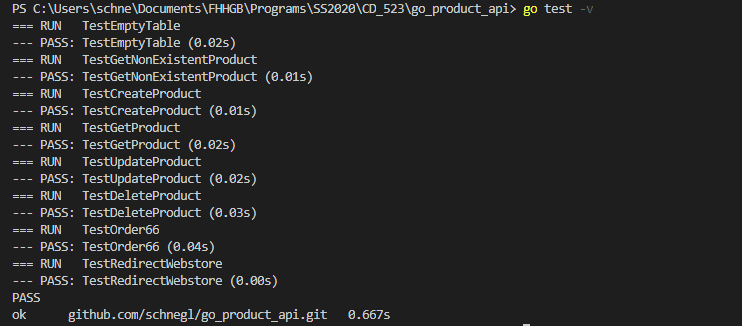 PS C:\Users\schne\Documents\FHHGB\Programs\SS2020\CD_523\go_product_api> go test -v
=== RUN   TestEmptyTable
--- PASS: TestEmptyTable (0.02s)
=== RUN   TestGetNonExistentProduct
--- PASS: TestGetNonExistentProduct (0.01s)
=== RUN   TestCreateProduct
--- PASS: TestCreateProduct (0.01s)
=== RUN   TestGetProduct
--- PASS: TestGetProduct (0.02s)
=== RUN   TestUpdateProduct
--- PASS: TestUpdateProduct (0.02s)
=== RUN   TestDeleteProduct
--- PASS: TestDeleteProduct (0.03s)
=== RUN   TestOrder66
--- PASS: TestOrder66 (0.04s)
=== RUN   TestRedirectWebstore
--- PASS: TestRedirectWebstore (0.00s)
PASS
ok      github.com/schnegl/go_product_api.git   0.667s